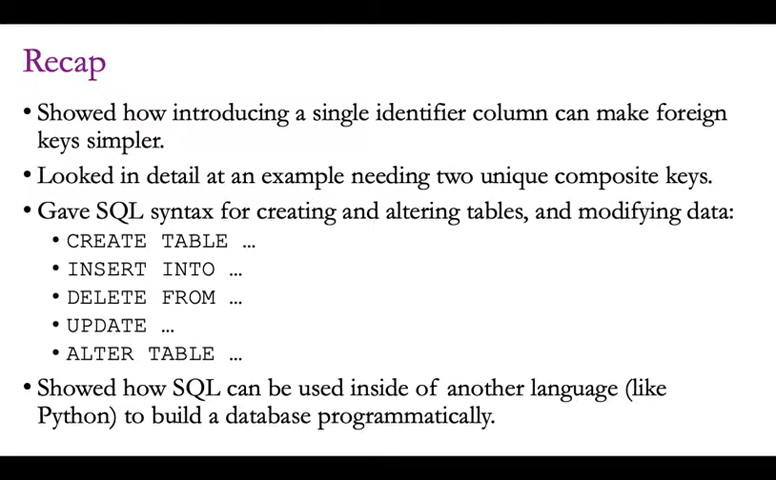 Recap
• Showed how introducing a single identifier column can make foreign
keys simpler.
• Looked in detail at an example needing two unique composite keys.
• Gave SQL syntax for creating and altering tables, and modifying data:
• CREATE TABLE …
• INSERT INTO …
• DELETE FROM …
• UPDATE …
• ALTER TABLE …
• Showed how SQL can be used inside of another language (like
Python) to build a database programmatically.